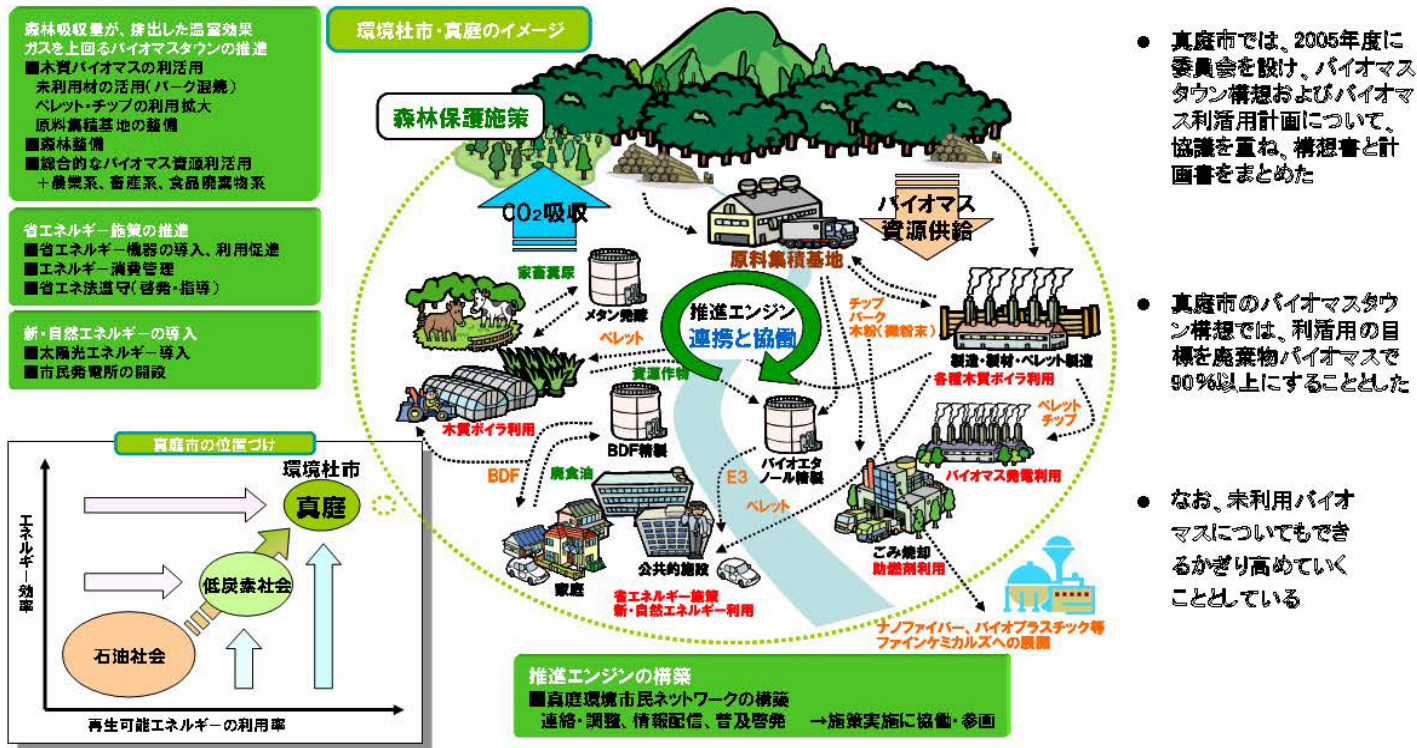 森林吸収量が、排出した温室効果
ガスを上回るバイオマスタウンの推進
■木質バイオマスの利活用
未利用材の活用(バーク混焼)
ペレット・チップの利用拡大
原料集積基地の整備
■森林整備
■総合的なバイオマス資源利活用
+農業系、畜産系、食品廃棄物系
省エネルギー施策の推進
■省エネルギー機器の導入、利用促進
■エネルギー消費管理
■省エネ法遵守(啓発・指導)
新・自然エネルギーの導入
■太陽光エネルギー導入
■市民発電所の開設
真庭市の位置づけ
環境杜市
真庭
低炭素社会
石油社会
エネルギー効率
再生可能エネルギーの利用率
環境杜市・真庭のイメージ
森林保護施策
CO₂吸収
バイオマス
資源供給
原料集積基地
家畜糞尿
メタン発酵
推進エンジン
連携と協働
チップ
バーク
木粉(微粉末)
ペレット
製造・製材・ペレット製造
各種木質ボイラ利用
資源作物
木質ボイラ利用
BDF精製
バイオエタ
ノール精製
ペレット
チップ
バイオマス発電利用
BDF
廃食油
E3
ペレット
ごみ焼却
助燃剤利用
家庭
公共的施設
省エネルギー施策
新・自然エネルギー利用
ナノファイバー、バイオプラスチック等
ファインケミカルズへの展開
推進エンジンの構築
■真庭環境市民ネットワークの構築
連絡・調整、情報配信、普及啓発 →施策実施に協働・参画
● 真庭市では、2005年度に
委員会を設け、バイオマス
タウン構想およびバイオマ
ス利活用計画について、
協議を重ね、構想書と計
画書をまとめた
● 真庭市のバイオマスタウ
ン構想では、利活用の目
標を廃棄物バイオマスで
90%以上にすることとした
● なお、未利用バイオ
マスについてもでき
るかぎり高めていく
こととしている